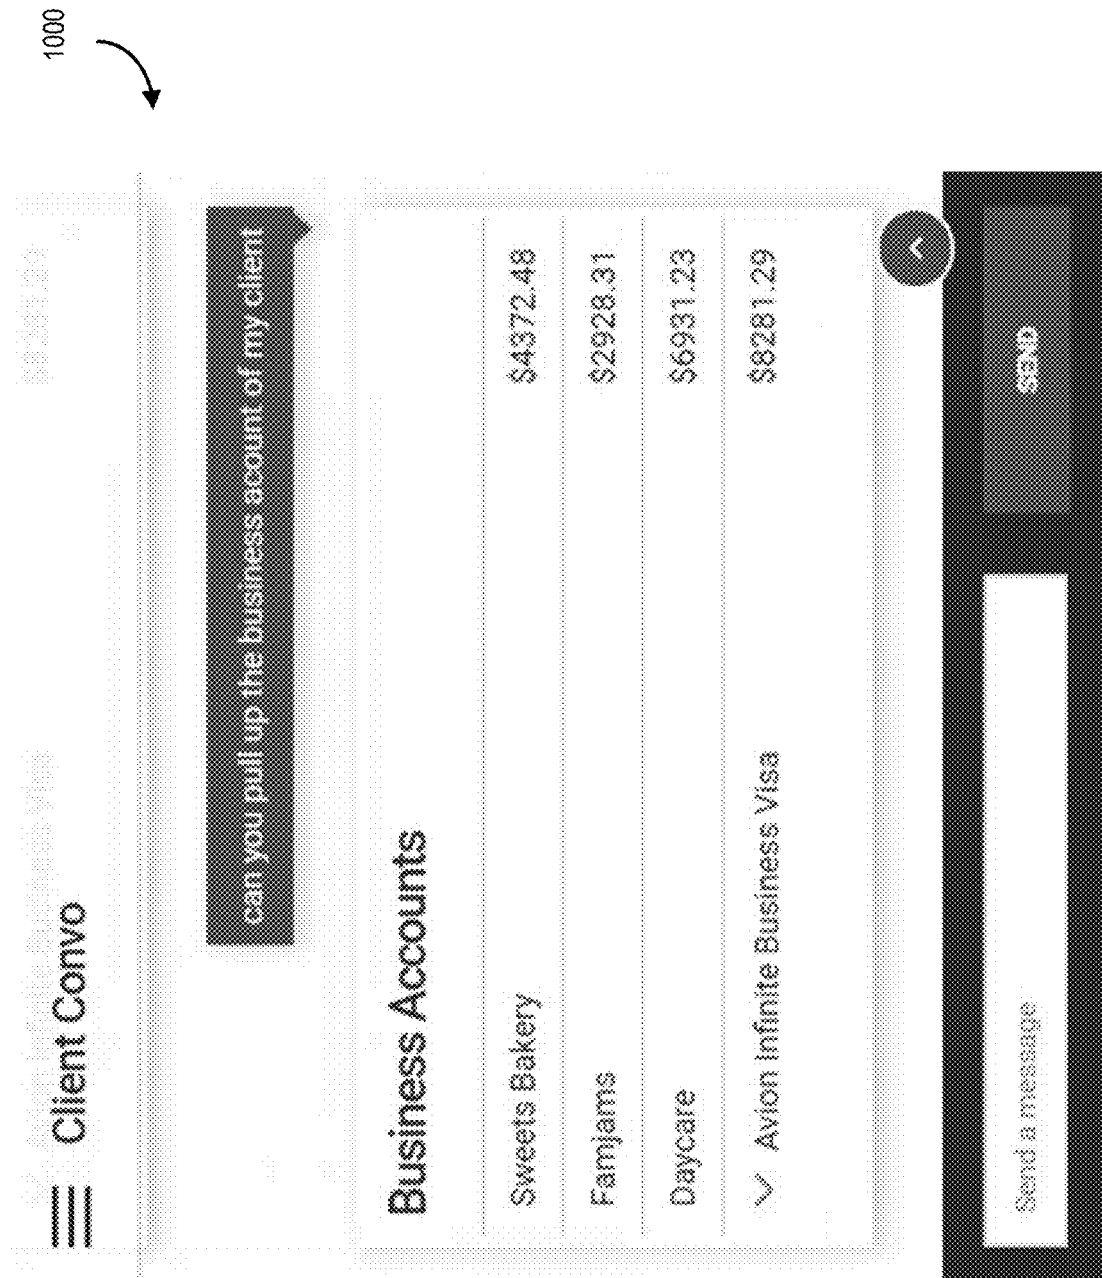 1000
Client Convo
can you pull up the business account of my client
Business Accounts
Sweets Bakery $4372.48
Famjams $2928.31
Daycare $6931.23
Avion Infinite Business Visa $8281.29
Send a message SEND